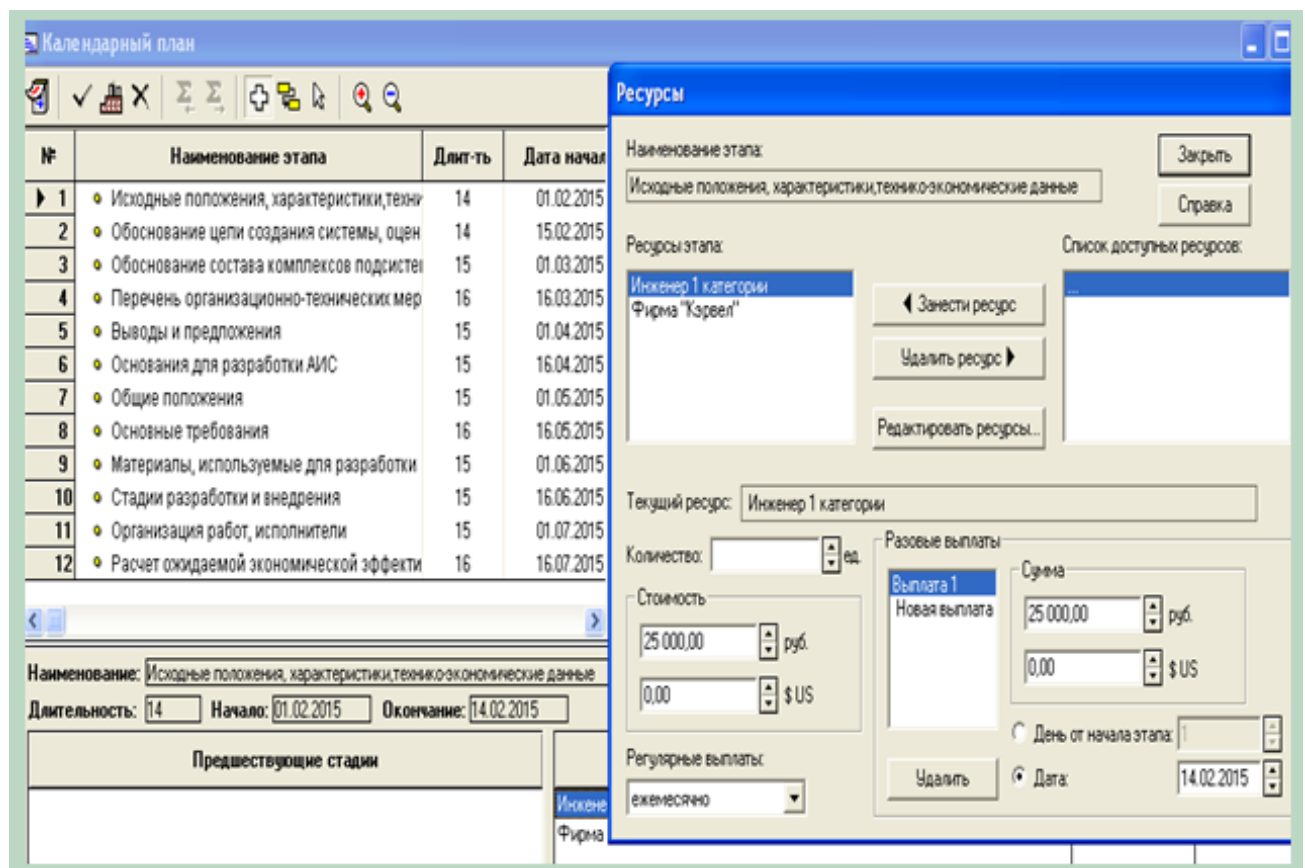 Календарный план
№ Наименование этапа Длит-ть Дата начал
1 Исходные положения, характеристики,техни
14 01.02.2015
2 Обоснование цели создания системы, оцен
14 15.02.2015
3 Обоснование состава комплексов подсистем
15 01.03.2015
4 Перечень организационно-технических мер
16 16.03.2015
5 Выводы и предложения
15 01.04.2015
6 Основания для разработки АИС
15 16.04.2015
7 Общие положения
15 01.05.2015
8 Основные требования
16 16.05.2015
9 Материалы, используемые для разработки
15 01.06.2015
10 Стадии разработки и внедрения
15 16.06.2015
11 Организация работ, исполнители
15 01.07.2015
12 Расчет ожидаемой экономической эффекти
16 16.07.2015
Наименование: Исходные положения, характеристики,технико-экономические данные
Длительность: 14 Начало: 01.02.2015 Окончание: 14.02.2015
Предшествующие стадии
Инжене
Фирма
Ресурсы
Наименование этапа:
Исходные положения, характеристики,технико-экономические данные
Закрыть
Справка
Ресурсы этапа:
Инженер 1 категории
Фирма "Кэрвел"
Занести ресурс
Удалить ресурс
Редактировать ресурсы...
Список доступных ресурсов:
...
Текущий ресурс: Инженер 1 категории
Количество: ед.
Стоимость
25 000,00 руб.
0,00 $ US
Регулярные выплаты:
ежемесячно
Разовые выплаты
Выплата 1
Новая выплата
Удалить
Сумма
25 000,00 руб.
0,00 $ US
День от начала этапа: 1
Дата: 14.02.2015